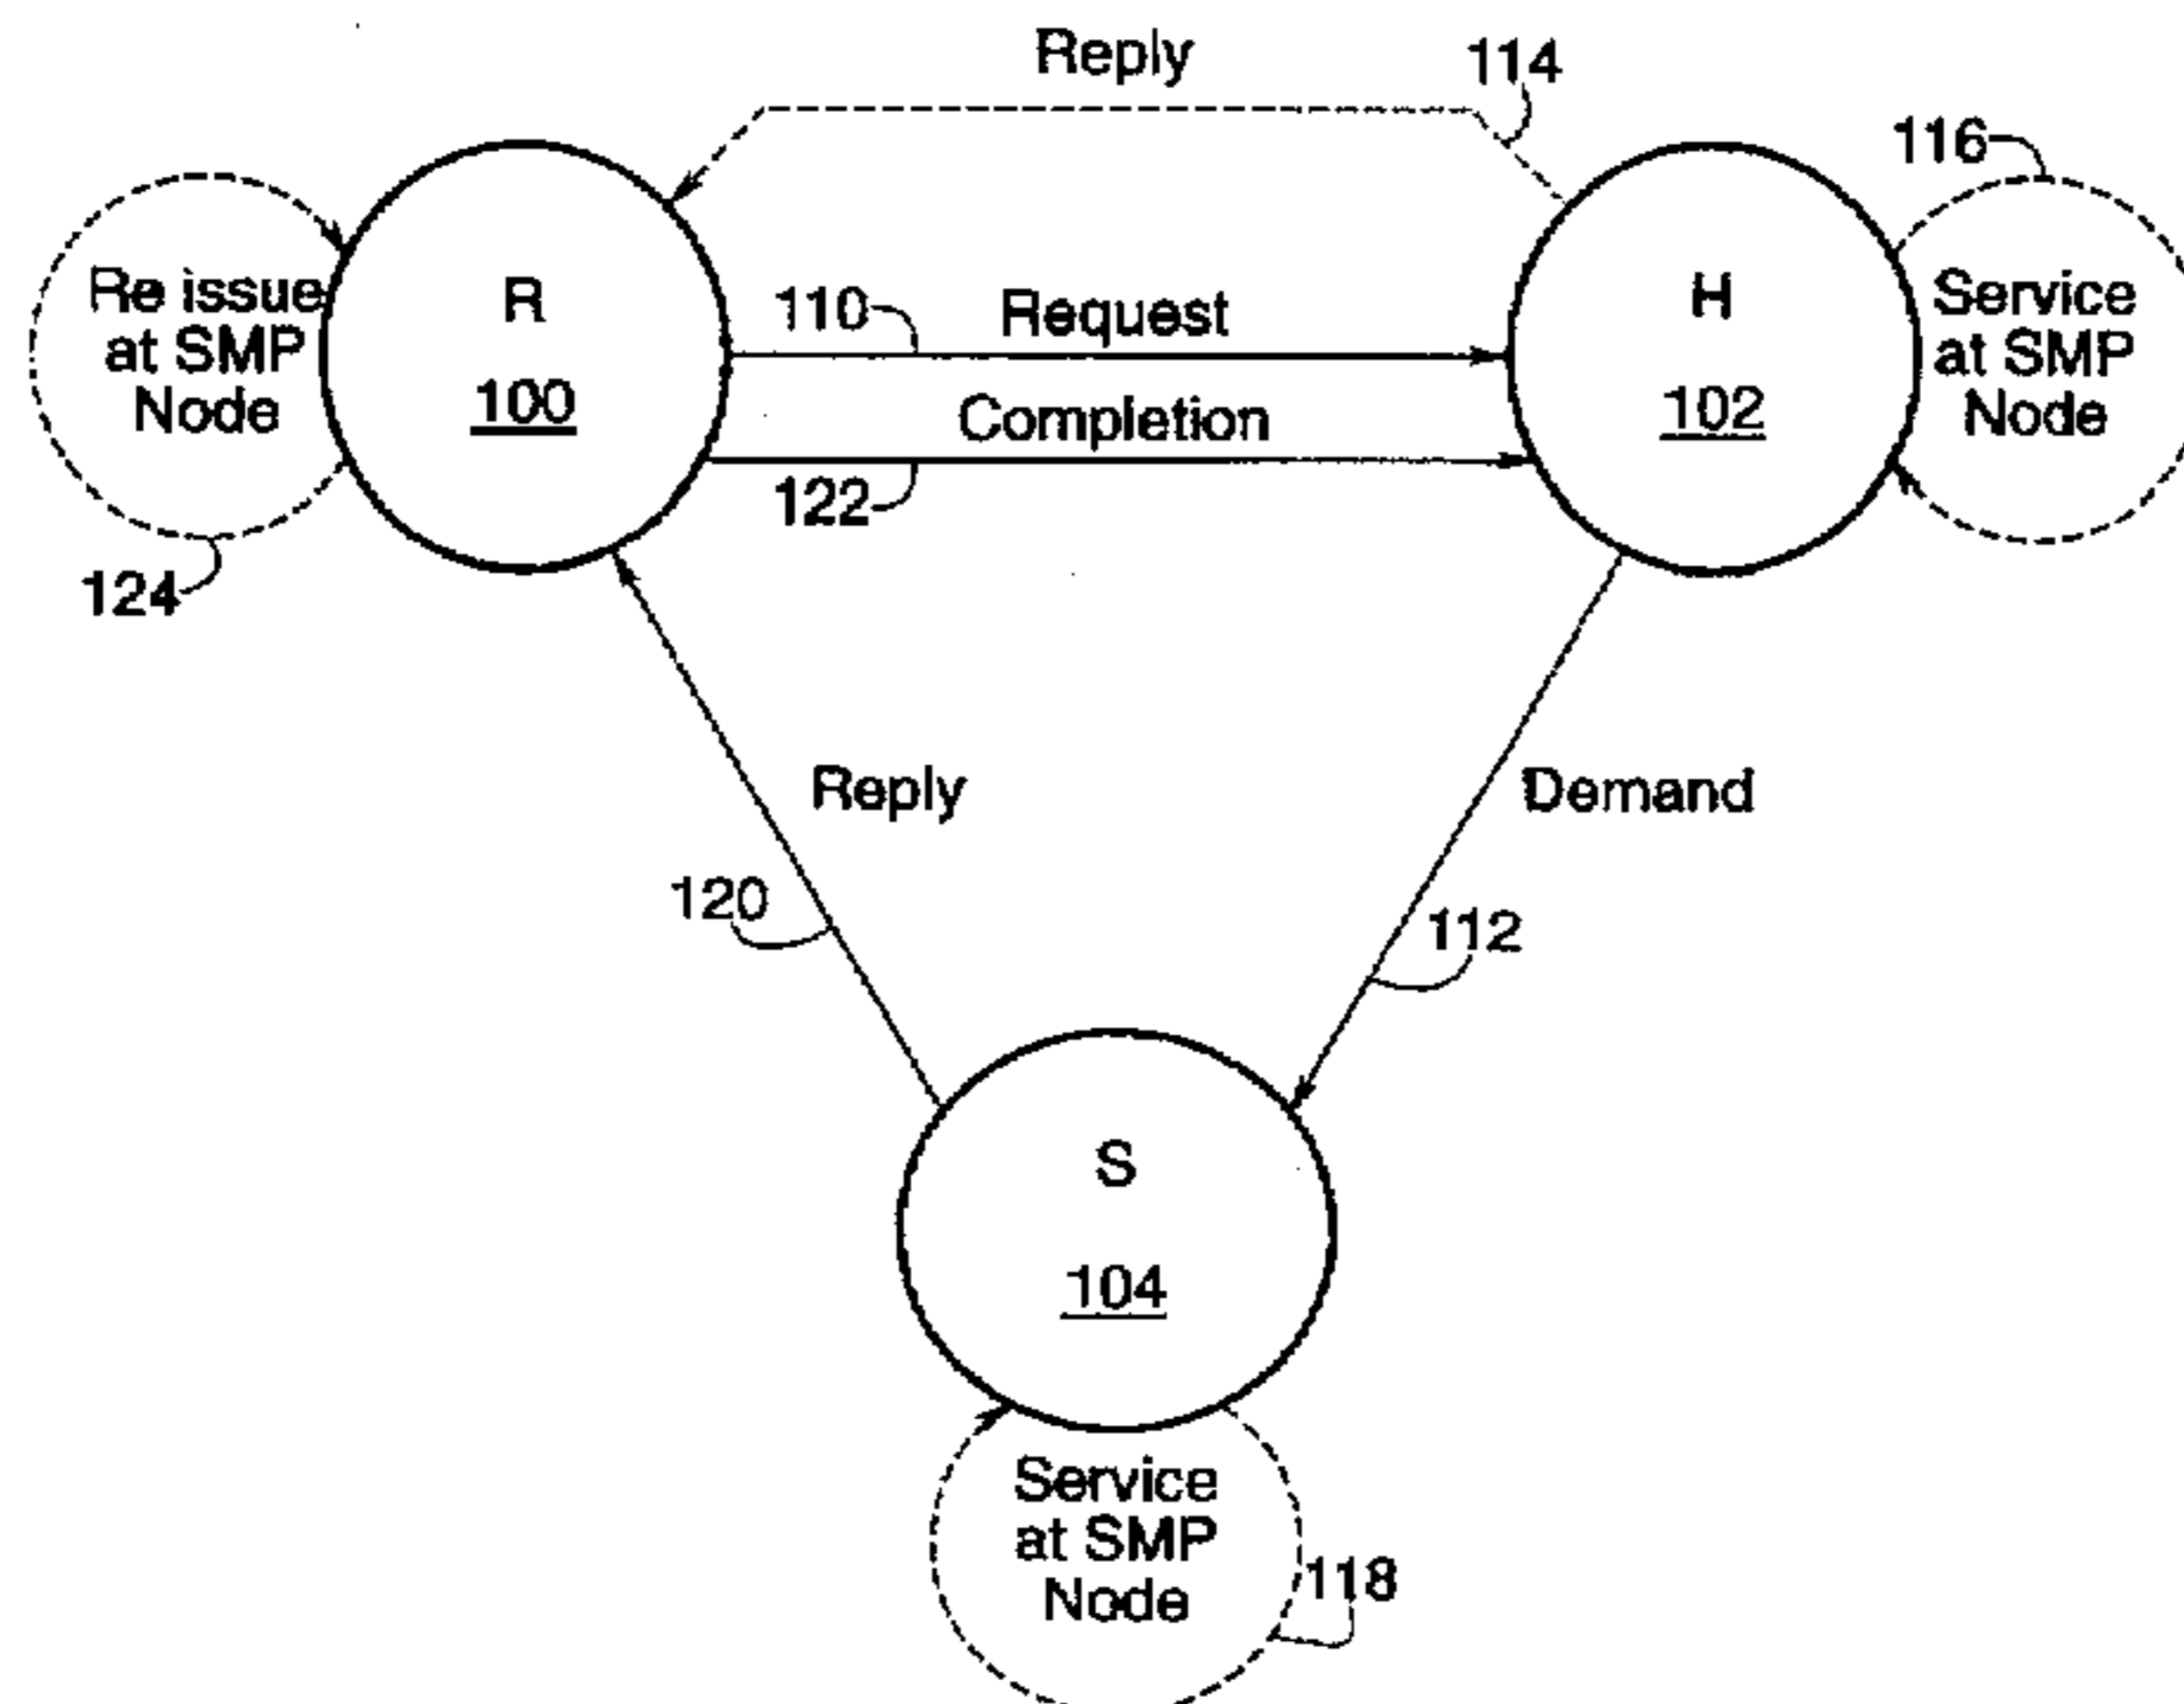 Reply
114
116
R
100
Re issue
at SMP
Node
124
110
Request
Completion
122
H
102
Service
at SMP
Node
Reply
120
Demand
112
S
104
Service
at SMP
Node
118